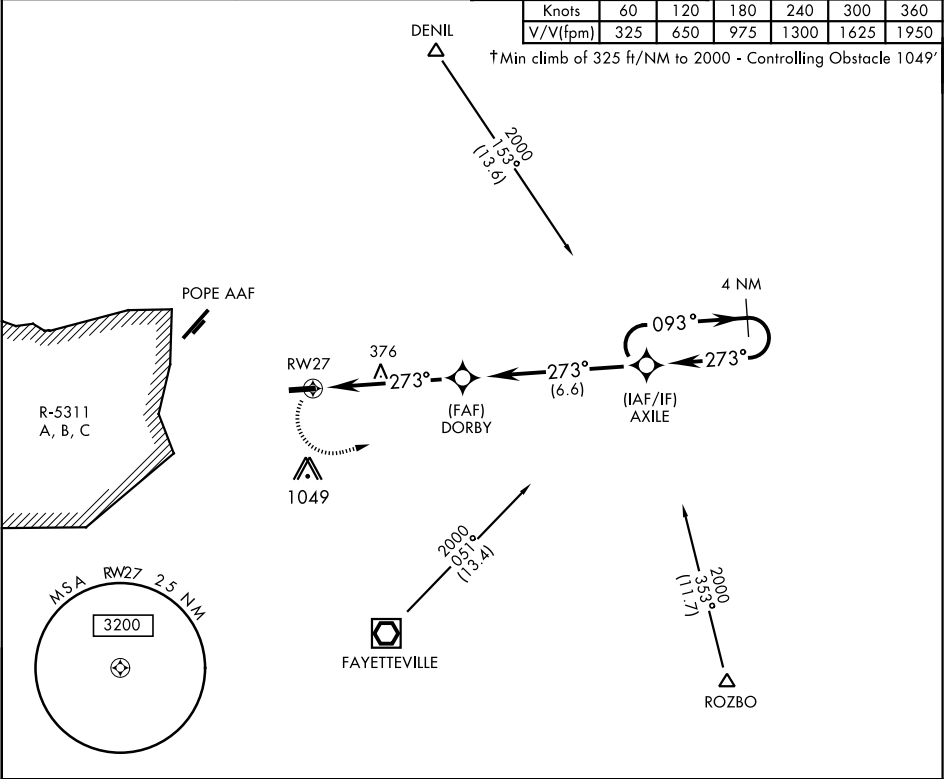 Knots 60 120 180 240 300 360
V/V(fpm) 325 650 975 1300 1625 1950
†Min climb of 325 ft/NM to 2000 - Controlling Obstacle 1049'
DENIL
2000
153°
(13.6)
POPE AAF
4 NM
093°
273°
RW27
376
273°
273°
(6.6)
(FAF)
DORBY
(IAF/IF)
AXILE
R-5311
A, B, C
1049
2000
051°
(13.4)
2000
353°
(11.7)
MSA RW27 25 NM
3200
FAYETTEVILLE
ROZBO